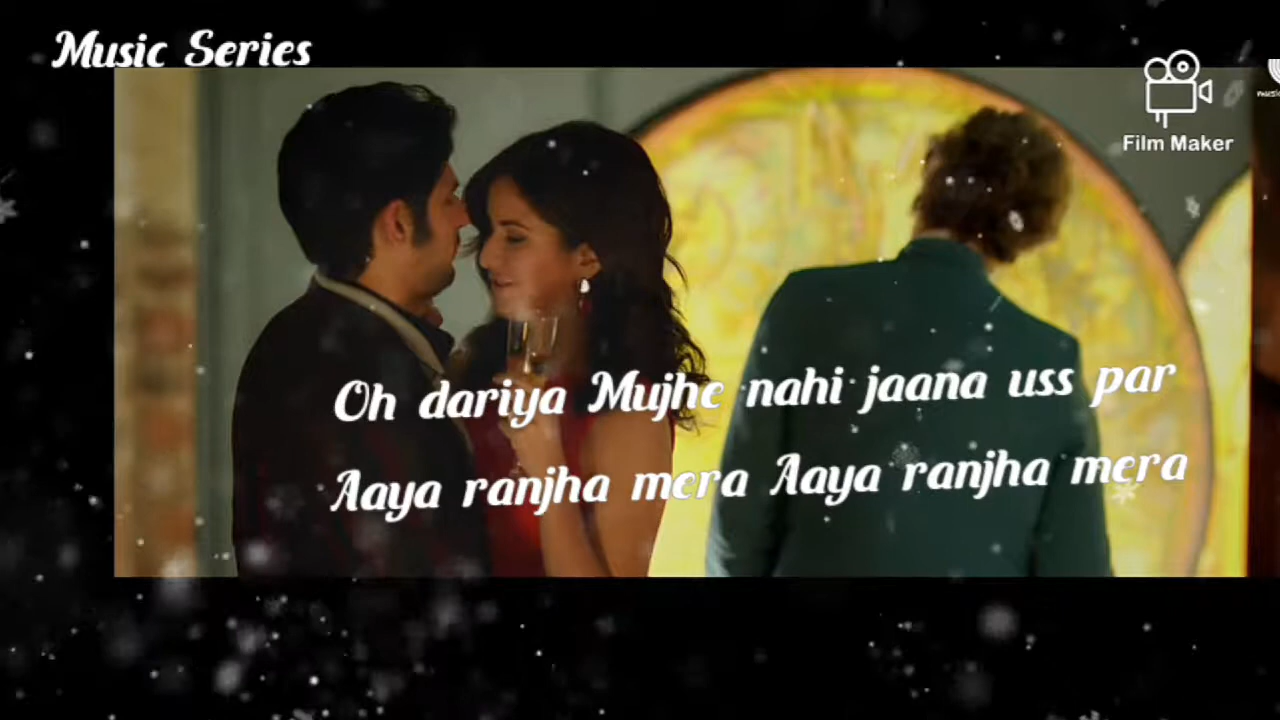 Music Series
Film Maker
Oh dariya Mujhe nahi jaana uss par
Aaya ranjha mera Aaya ranjha mera